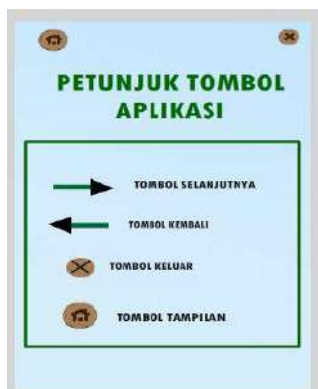 PETUNJUK TOMBOL
APLIKASI
TOMBOL SELANJUTNYA
TOMBOL KEMBALI
TOMBOL KELUAR
TOMBOL TAMPILAN